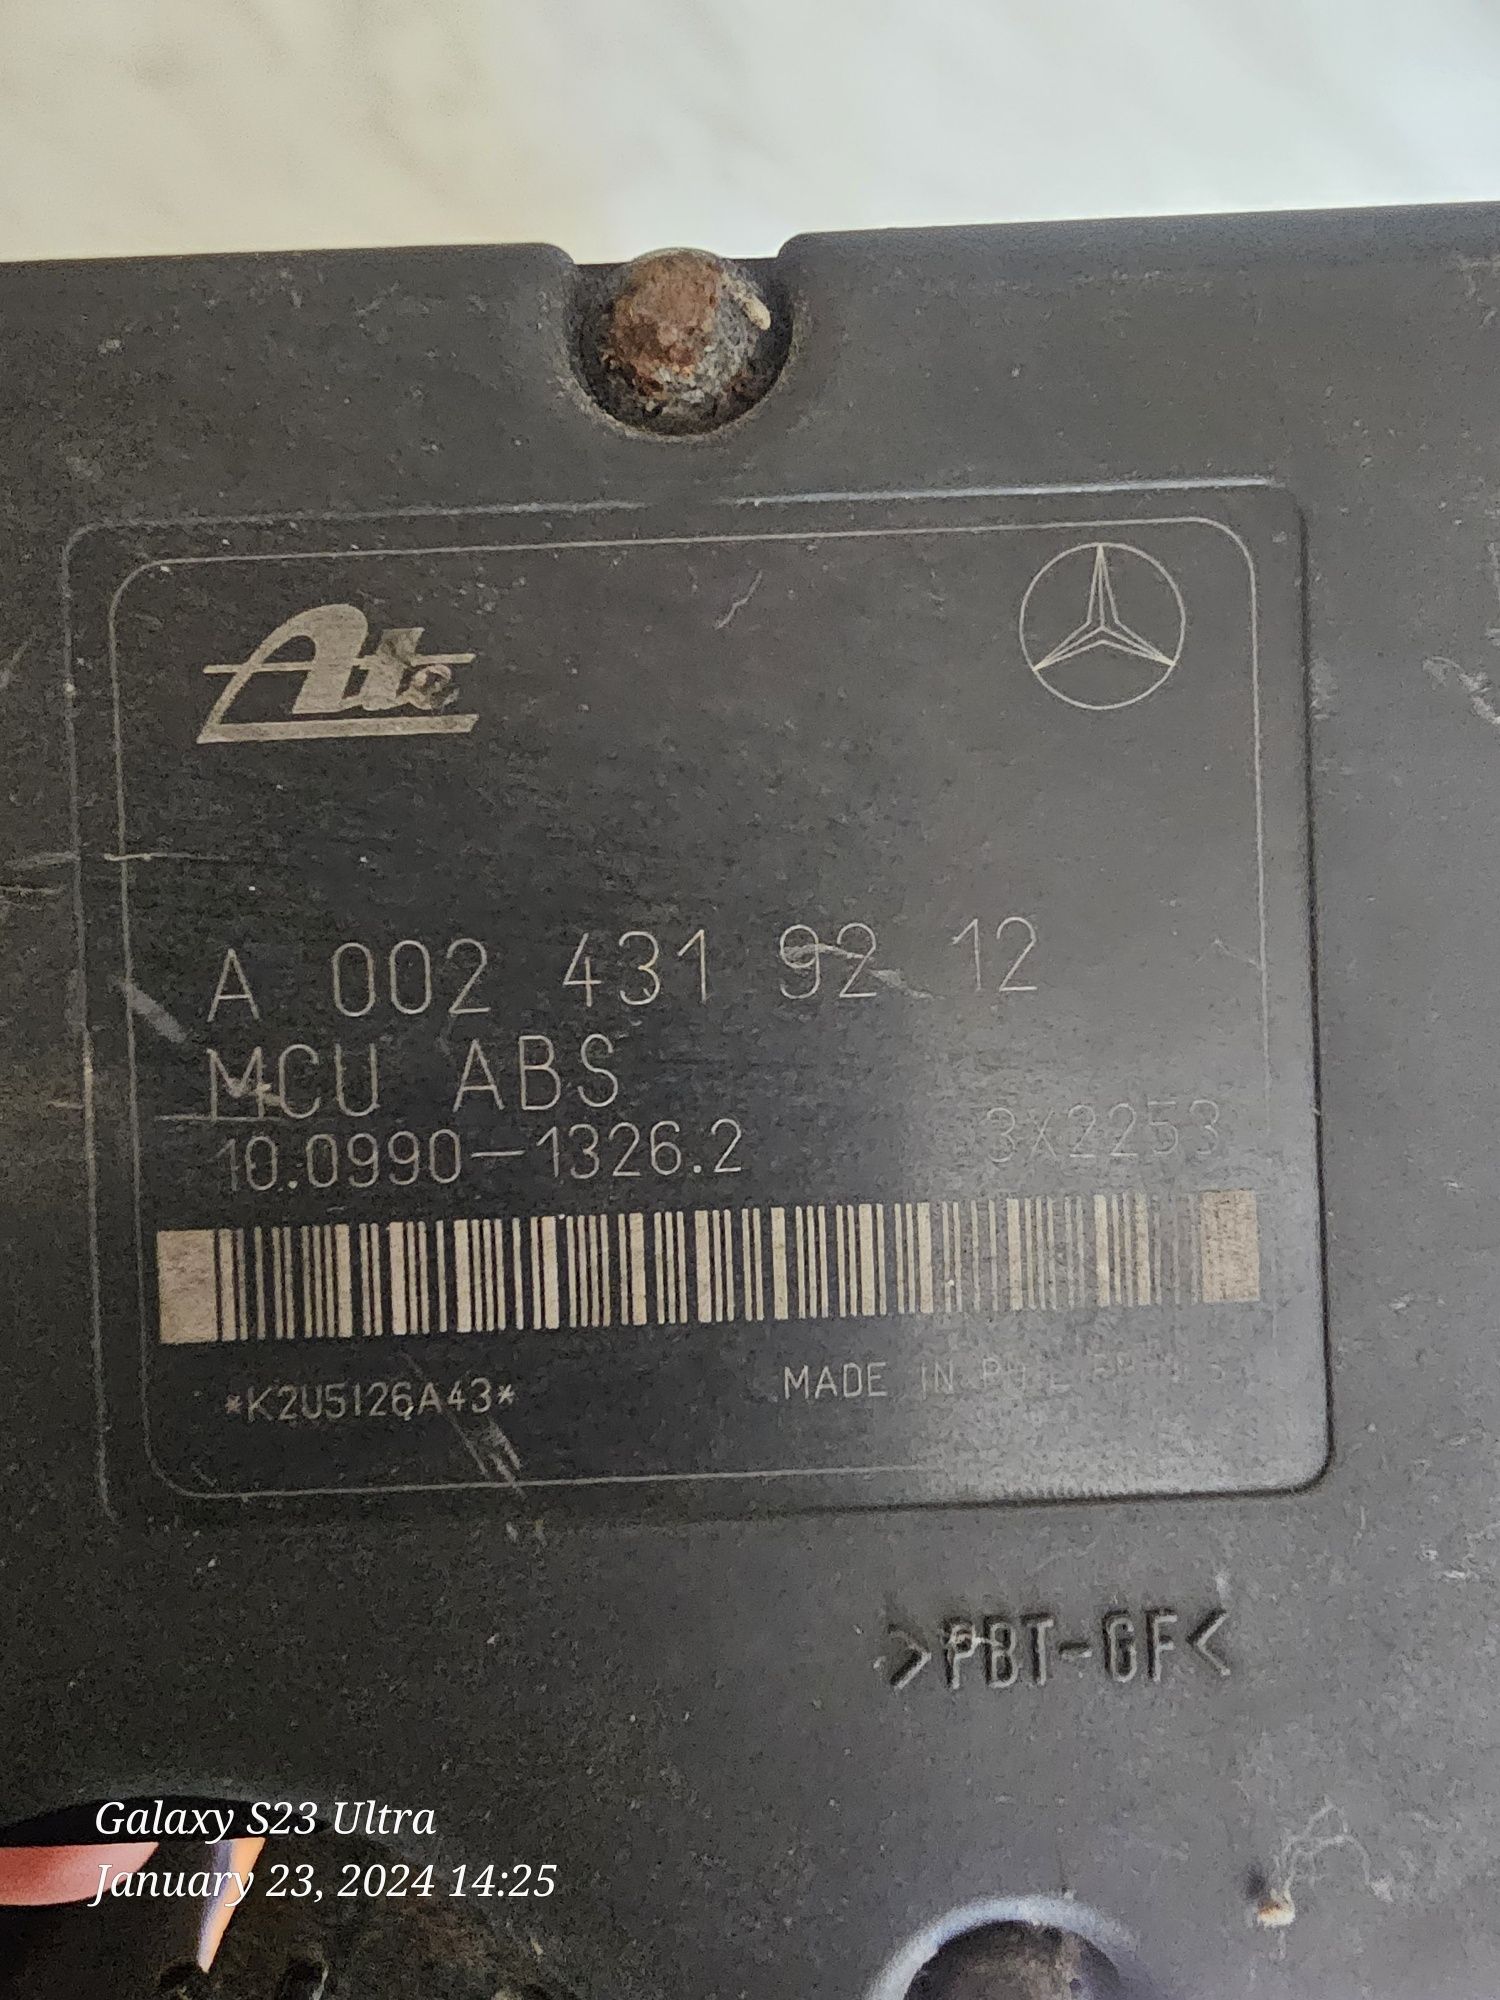 Ate
A 002 431 92 12
MCU ABS
10.0990-1326.2 3X2253
*K2U5126A43*
MADE IN
>PBT-GF<
Galaxy S23 Ultra
January 23, 2024 14:25